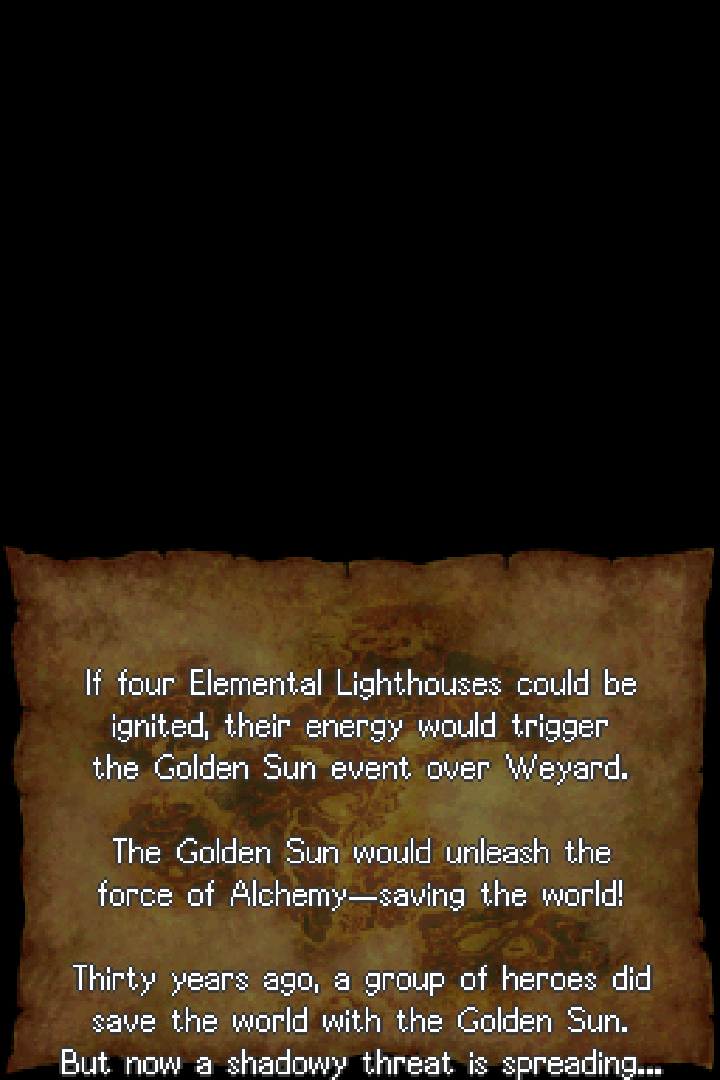 If four Elemental Lighthouses could be
ignited, their energy would trigger
the Golden Sun event over Weyard.
The Golden Sun would unleash the
force of Alchemy—saving the world!
Thirty years ago, a group of heroes did
save the world with the Golden Sun.
But now a shadowy threat is spreading...